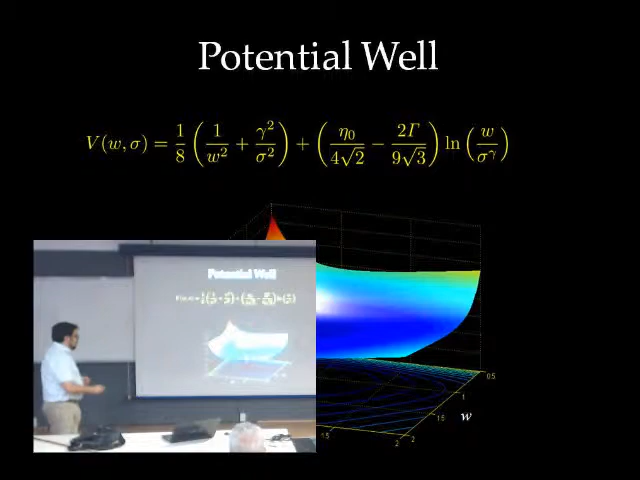 Potential Well
V(w, σ) = 1/8 (1/w² + γ²/σ²) + (η₀/4√2 − 2Γ/9√3) ln (w/σ^γ)
Potential Well
0.5
1
1.5
w
1.5
2
2